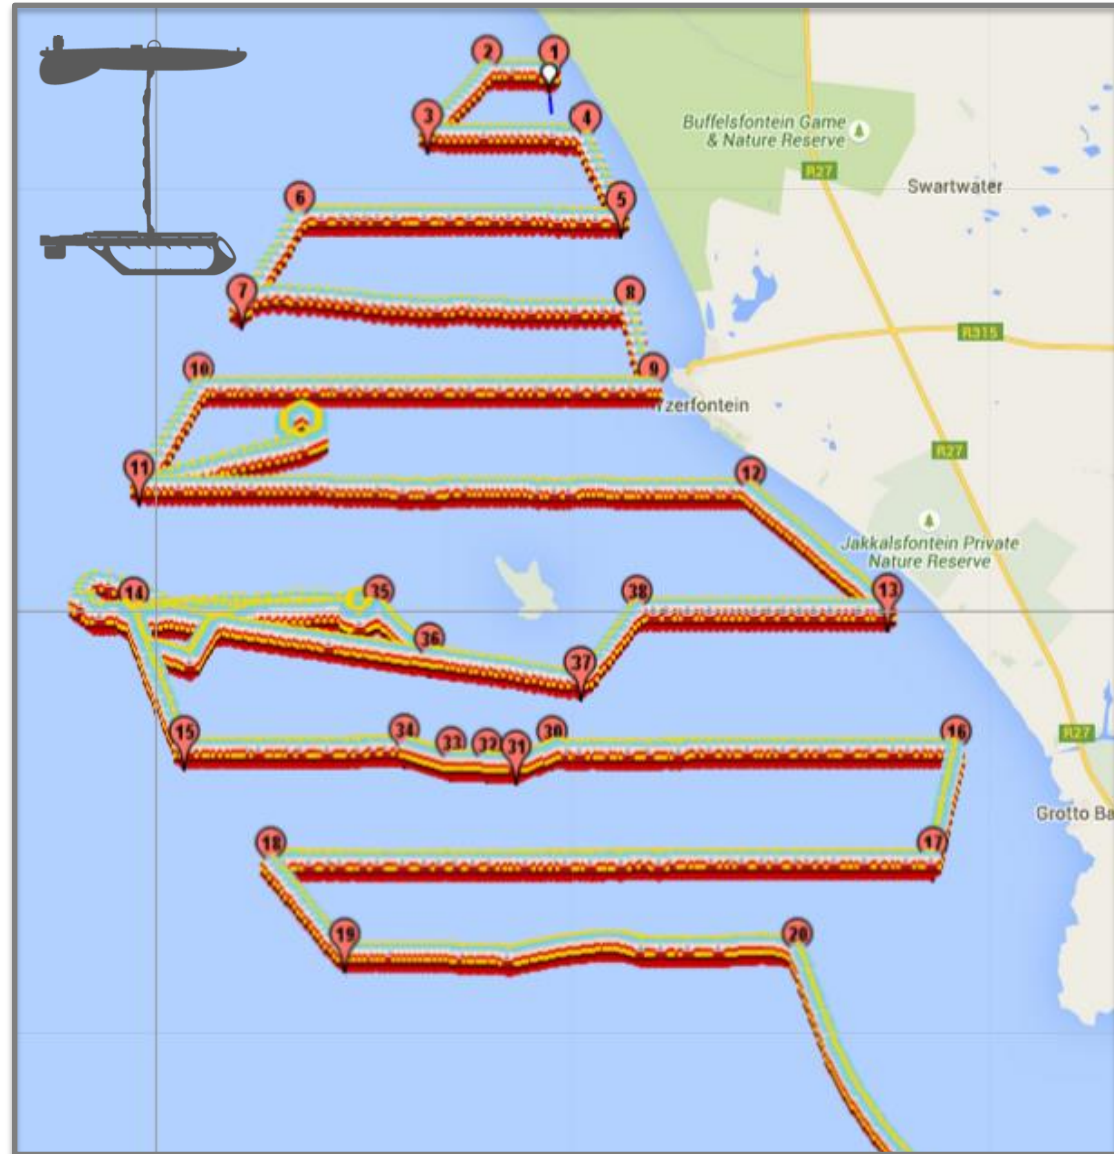 2
1
3
4
Buffelsfontein Game
& Nature Reserve
R27
Swartwater
6
5
7
8
R315
10
9
Yzerfontein
11
12
R27
Jakkalsfontein Private
Nature Reserve
14
35
38
13
36
37
15
34
33
32
31
30
16
R27
Grotto Ba
18
17
19
20